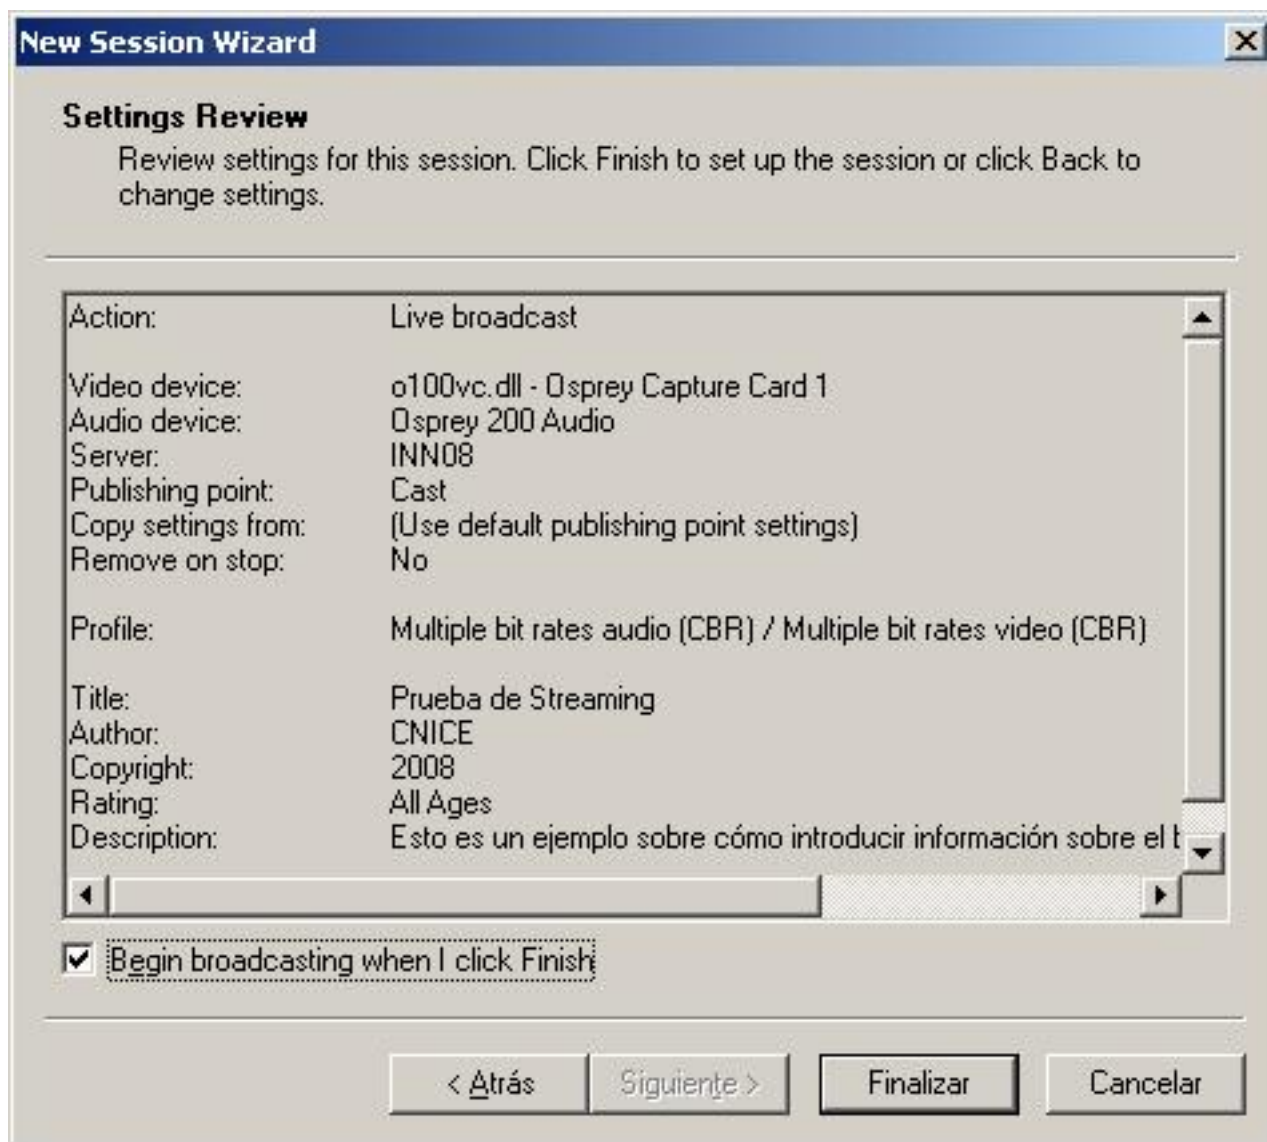 New Session Wizard
Settings Review
Review settings for this session. Click Finish to set up the session or click Back to
change settings.
Action: Live broadcast
Video device: o100vc.dll - Osprey Capture Card 1
Audio device: Osprey 200 Audio
Server: INN08
Publishing point: Cast
Copy settings from: (Use default publishing point settings)
Remove on stop: No
Profile: Multiple bit rates audio (CBR) / Multiple bit rates video (CBR)
Title: Prueba de Streaming
Author: CNICE
Copyright: 2008
Rating: All Ages
Description: Esto es un ejemplo sobre cómo introducir información sobre el
Begin broadcasting when I click Finish
< Atrás Siguiente > Finalizar Cancelar